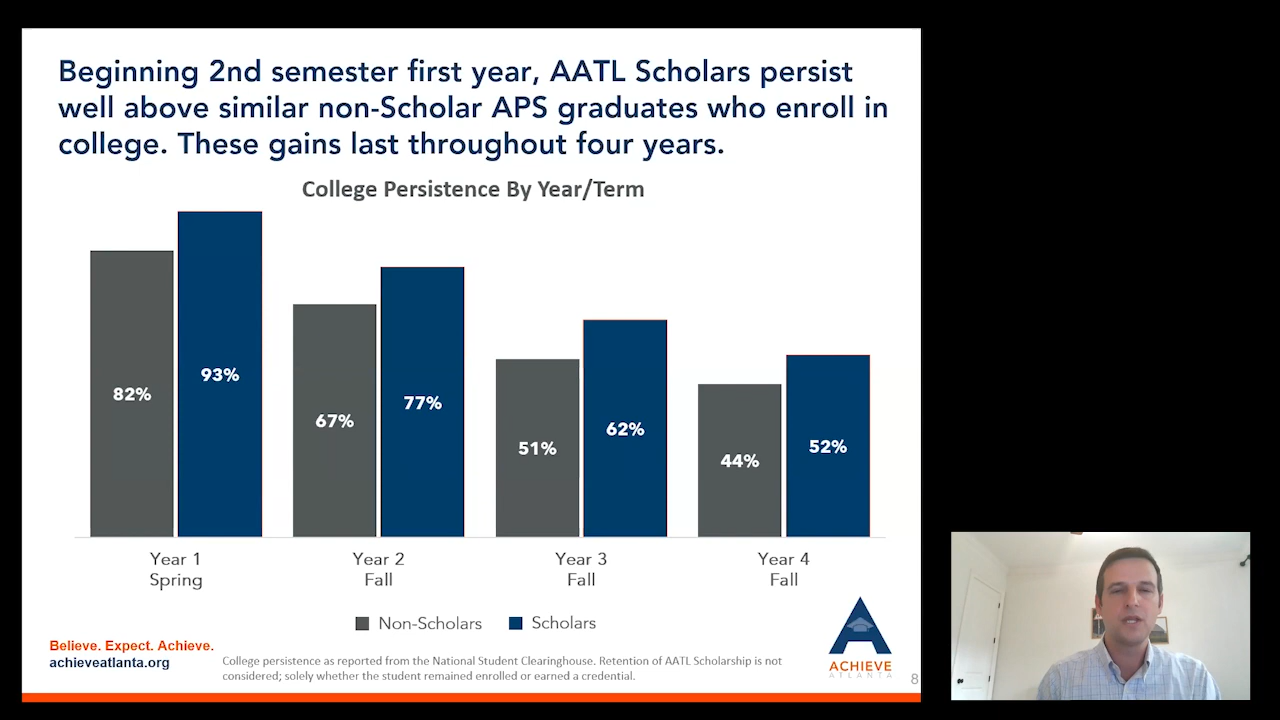 Beginning 2nd semester first year, AATL Scholars persist
well above similar non-Scholar APS graduates who enroll in
college. These gains last throughout four years.
College Persistence By Year/Term
82%
93%
67%
77%
51%
62%
44%
52%
Year 1
Spring
Year 2
Fall
Year 3
Fall
Year 4
Fall
Non-Scholars
Scholars
Believe. Expect. Achieve.
achieveatlanta.org
College persistence as reported from the National Student Clearinghouse. Retention of AATL Scholarship is not
considered; solely whether the student remained enrolled or earned a credential.
ACHIEVE
ATLANTA
8